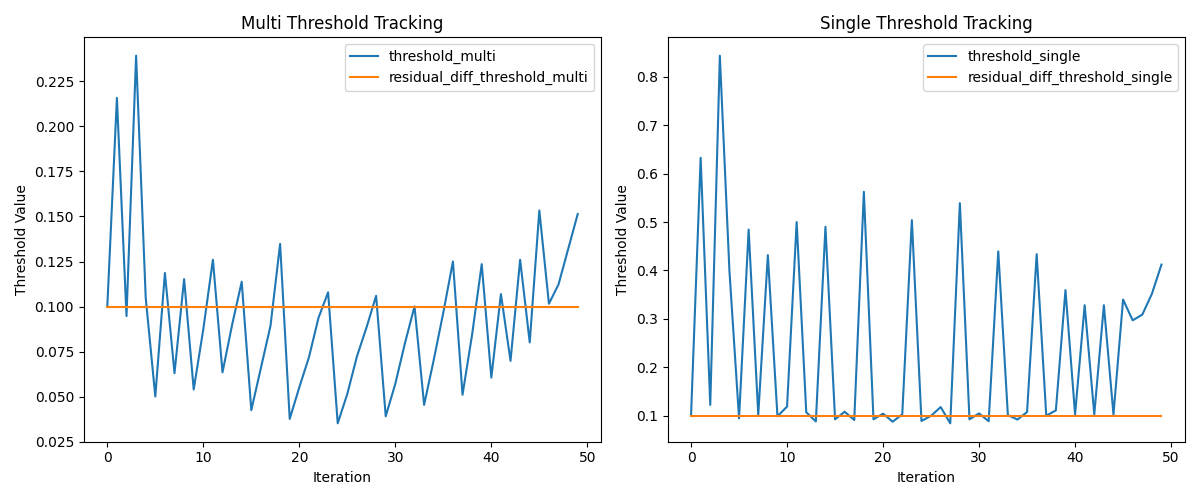 Multi Threshold Tracking
threshold_multi
residual_diff_threshold_multi
Threshold Value
0.225
0.200
0.175
0.150
0.125
0.100
0.075
0.050
0.025
0 10 20 30 40 50
Iteration
Single Threshold Tracking
threshold_single
residual_diff_threshold_single
Threshold Value
0.8
0.7
0.6
0.5
0.4
0.3
0.2
0.1
0 10 20 30 40 50
Iteration